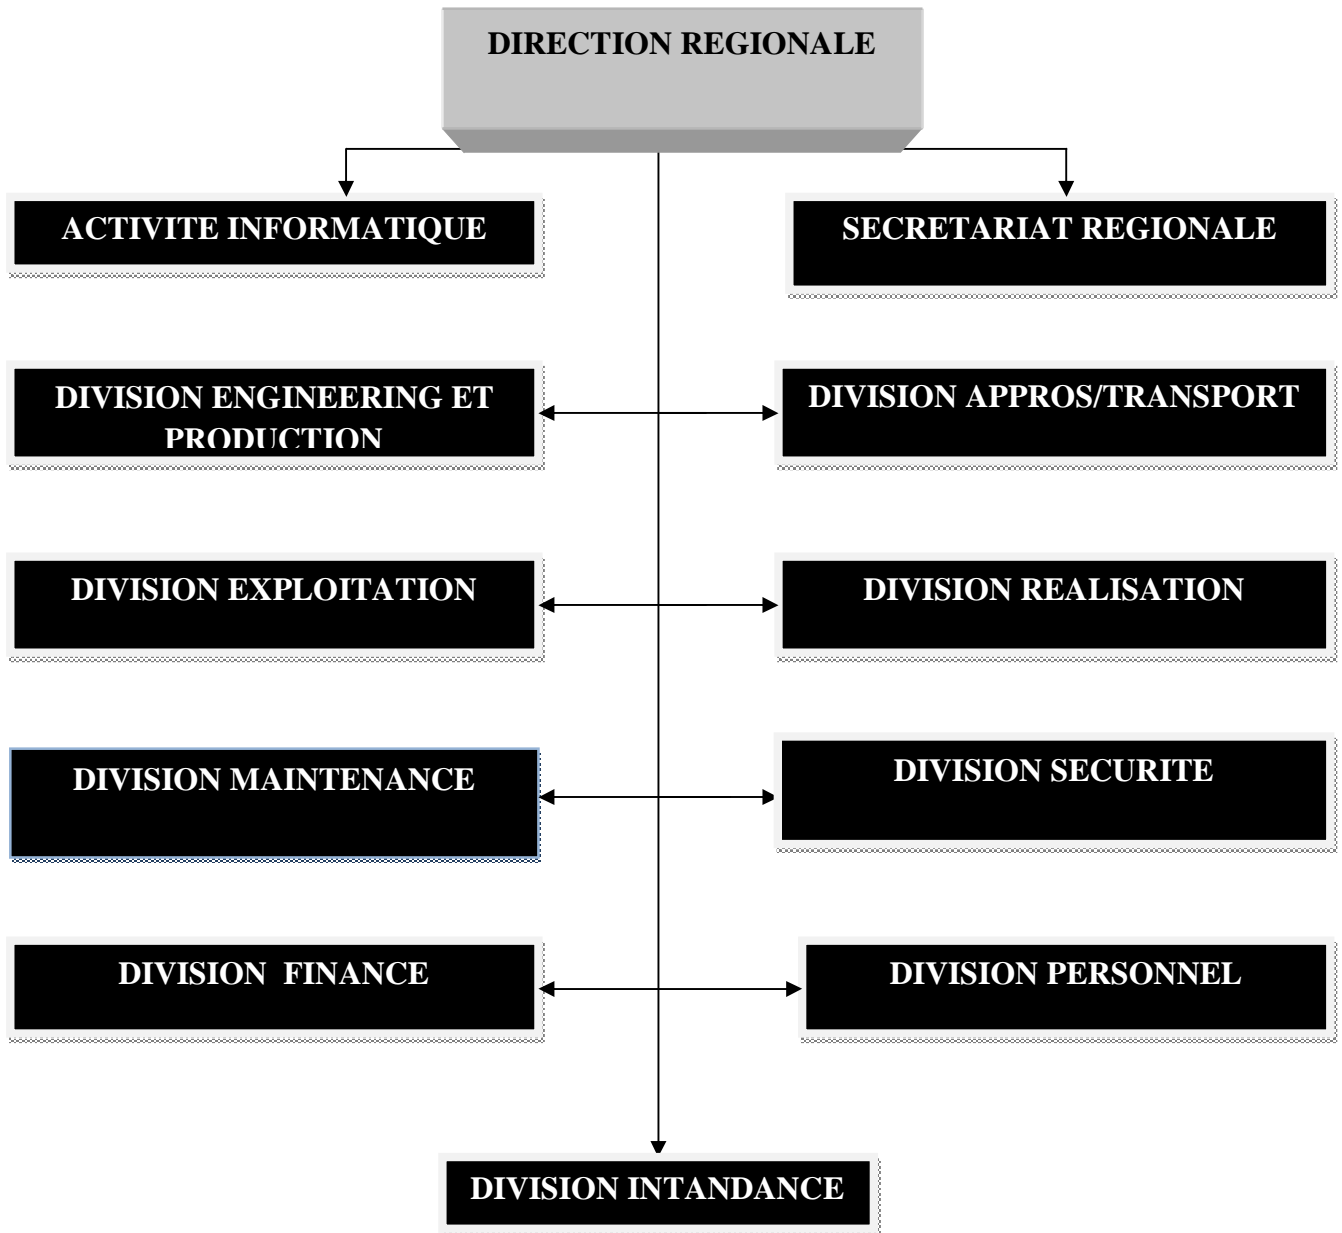 DIRECTION REGIONALE
ACTIVITE INFORMATIQUE
SECRETARIAT REGIONALE
DIVISION ENGINEERING ET
PRODUCTION
DIVISION APPROS/TRANSPORT
DIVISION EXPLOITATION
DIVISION REALISATION
DIVISION MAINTENANCE
DIVISION SECURITE
DIVISION FINANCE
DIVISION PERSONNEL
DIVISION INTANDANCE